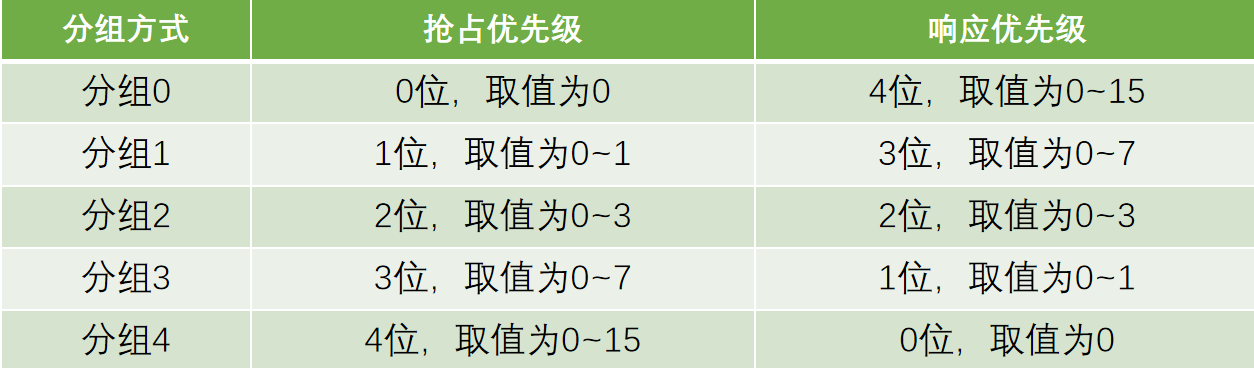 分组方式 抢占优先级 响应优先级
分组0 0位，取值为0 4位，取值为0~15
分组1 1位，取值为0~1 3位，取值为0~7
分组2 2位，取值为0~3 2位，取值为0~3
分组3 3位，取值为0~7 1位，取值为0~1
分组4 4位，取值为0~15 0位，取值为0